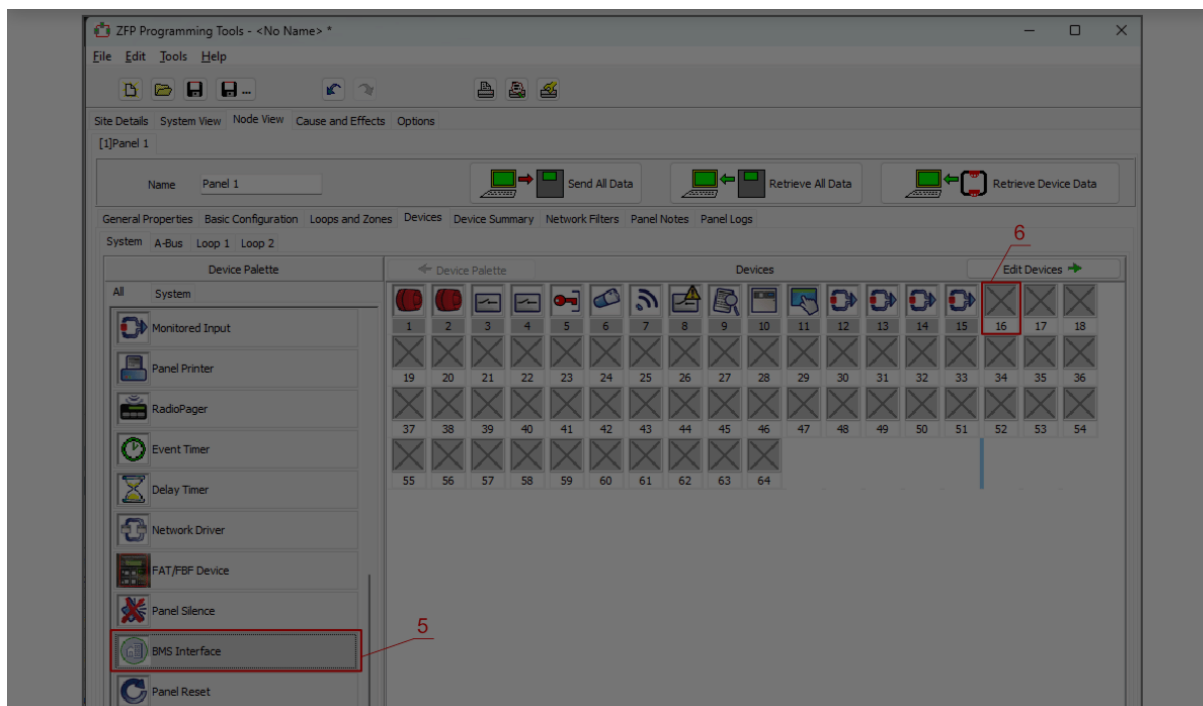 ZFP Programming Tools - <No Name> *
File Edit Tools Help
Site Details System View Node View Cause and Effects Options
[1]Panel 1
Name Panel 1 Send All Data Retrieve All Data Retrieve Device Data
General Properties Basic Configuration Loops and Zones Devices Device Summary Network Filters Panel Notes Panel Logs
6
System A-Bus Loop 1 Loop 2
Device Palette Device Palette Devices Edit Devices
All System
Monitored Input
1 2 3 4 5 6 7 8 9 10 11 12 13 14 15 16 17 18
Panel Printer
19 20 21 22 23 24 25 26 27 28 29 30 31 32 33 34 35 36
RadioPager
37 38 39 40 41 42 43 44 45 46 47 48 49 50 51 52 53 54
Event Timer
55 56 57 58 59 60 61 62 63 64
Delay Timer
Network Driver
FAT/FBF Device
Panel Silence
5
BMS Interface
Panel Reset